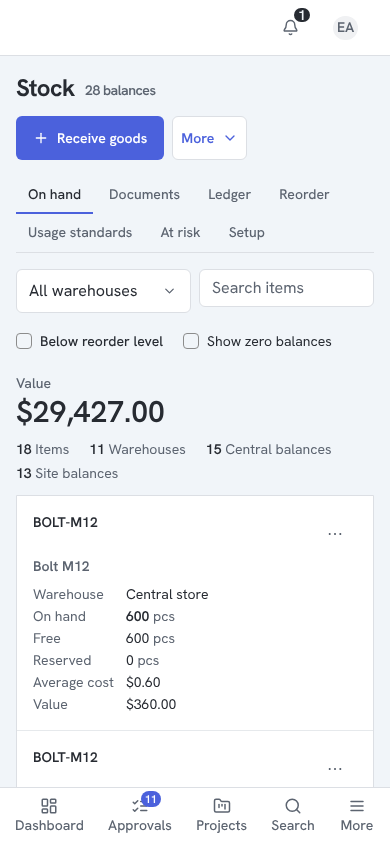 1
EA
Stock 28 balances
Receive goods
More
On hand Documents Ledger Reorder
Usage standards At risk Setup
All warehouses
Search items
Below reorder level Show zero balances
Value
$29,427.00
18 Items 11 Warehouses 15 Central balances
13 Site balances
BOLT-M12
...
Bolt M12
Warehouse Central store
On hand 600 pcs
Free 600 pcs
Reserved 0 pcs
Average cost $0.60
Value $360.00
BOLT-M12
...
11
Dashboard Approvals Projects Search More